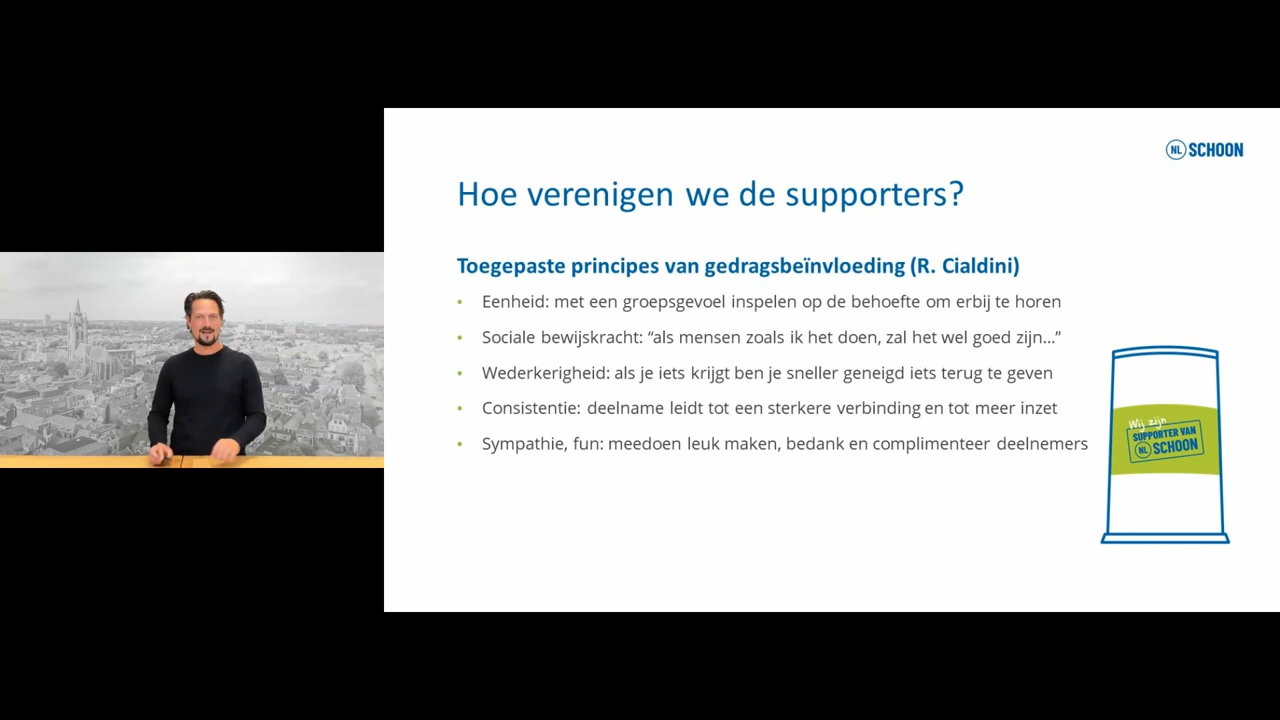 NL SCHOON
Hoe verenigen we de supporters?
Toegepaste principes van gedragsbeïnvloeding (R. Cialdini)
• Eenheid: met een groepsgevoel inspelen op de behoefte om erbij te horen
• Sociale bewijskracht: “als mensen zoals ik het doen, zal het wel goed zijn…”
• Wederkerigheid: als je iets krijgt ben je sneller geneigd iets terug te geven
• Consistentie: deelname leidt tot een sterkere verbinding en tot meer inzet
• Sympathie, fun: meedoen leuk maken, bedank en complimenteer deelnemers
Wij zijn
SUPPORTER VAN
NL SCHOON